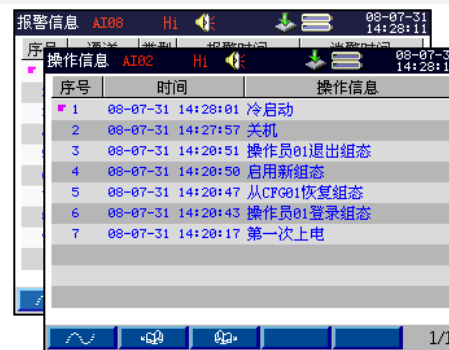 报警信息 AI08 Hi 08-07-31
14:28:11
序号 通道 类型 报警时间 消警时间
操作信息 AI02 Hi 08-07-3
14:28:1
序号 时间 操作信息
1 08-07-31 14:28:01 冷启动
2 08-07-31 14:27:57 关机
3 08-07-31 14:20:51 操作员01退出组态
4 08-07-31 14:20:50 启用新组态
5 08-07-31 14:20:47 从CFG01恢复组态
6 08-07-31 14:20:43 操作员01登录组态
7 08-07-31 14:20:17 第一次上电
1/1